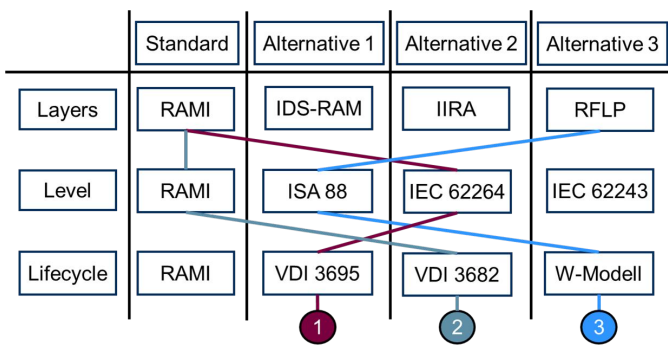 Standard Alternative 1 Alternative 2 Alternative 3
Layers RAMI IDS-RAM IIRA RFLP
Level RAMI ISA 88 IEC 62264 IEC 62243
Lifecycle RAMI VDI 3695 VDI 3682 W-Modell
1 2 3